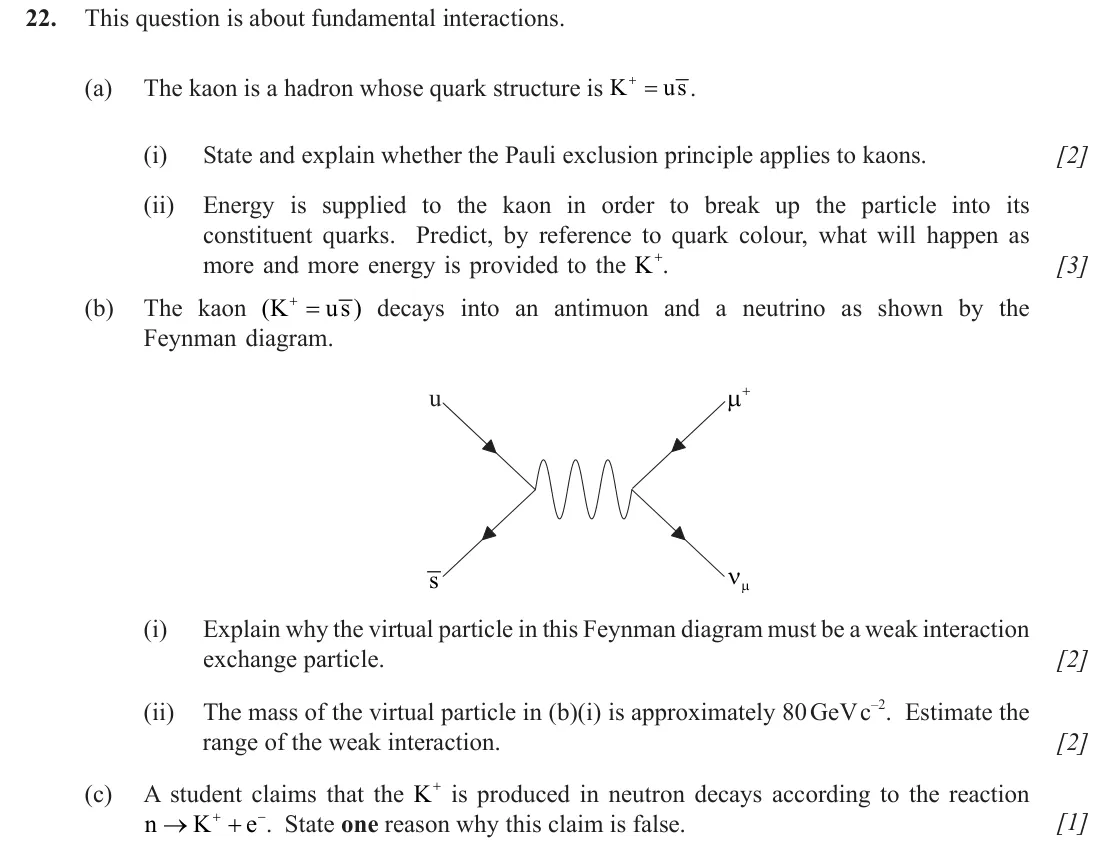 22. This question is about fundamental interactions.
(a) The kaon is a hadron whose quark structure is K⁺ = us̅.
(i) State and explain whether the Pauli exclusion principle applies to kaons. [2]
(ii) Energy is supplied to the kaon in order to break up the particle into its
constituent quarks. Predict, by reference to quark colour, what will happen as
more and more energy is provided to the K⁺. [3]
(b) The kaon (K⁺ = us̅) decays into an antimuon and a neutrino as shown by the
Feynman diagram.
u μ⁺
s̅ ν_μ
(i) Explain why the virtual particle in this Feynman diagram must be a weak interaction
exchange particle. [2]
(ii) The mass of the virtual particle in (b)(i) is approximately 80 GeV c⁻². Estimate the
range of the weak interaction. [2]
(c) A student claims that the K⁺ is produced in neutron decays according to the reaction
n → K⁺ + e⁻. State one reason why this claim is false. [1]